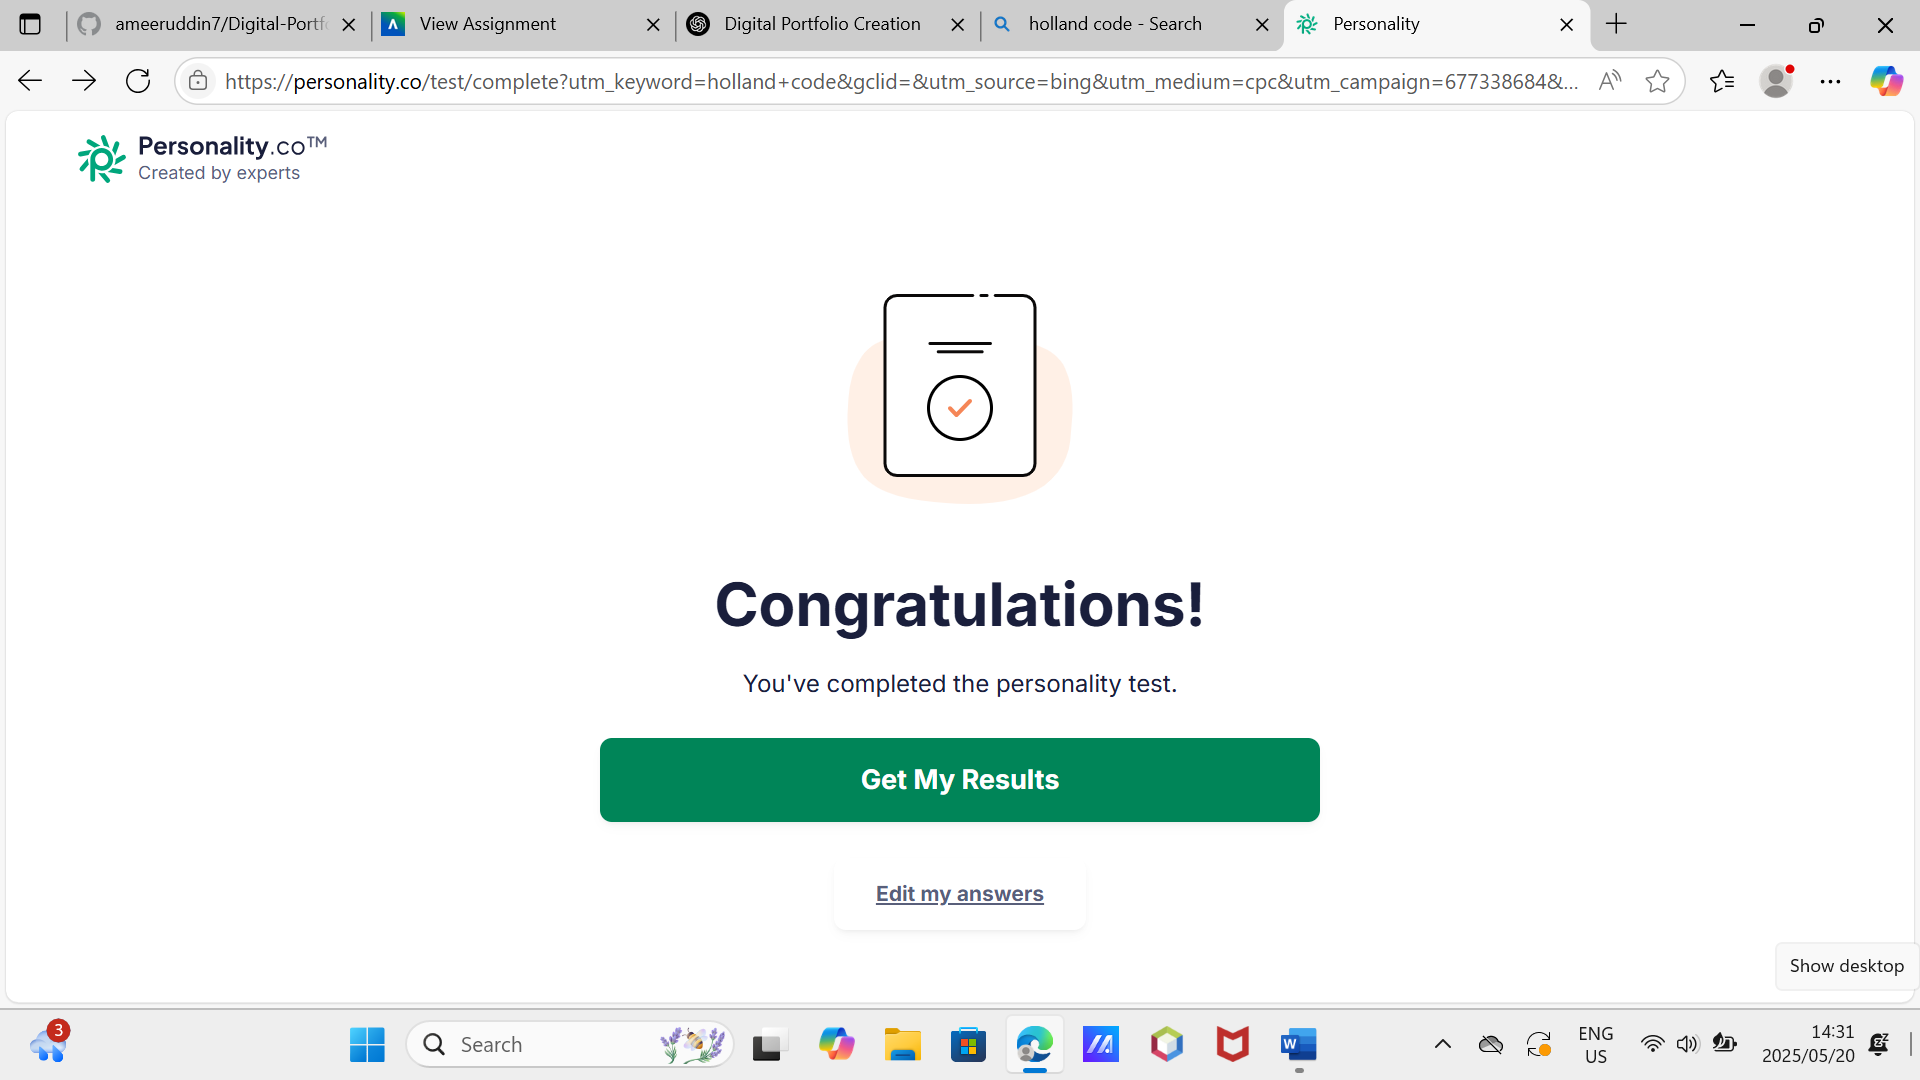 ameeruddin7/Digital-Portf
View Assignment
Digital Portfolio Creation
holland code - Search
Personality
https://personality.co/test/complete?utm_keyword=holland+code&gclid=&utm_source=bing&utm_medium=cpc&utm_campaign=677338684&...
Personality.co™
Created by experts
Congratulations!
You've completed the personality test.
Get My Results
Edit my answers
Show desktop
3
Search
W
ENG
US
14:31
2025/05/20